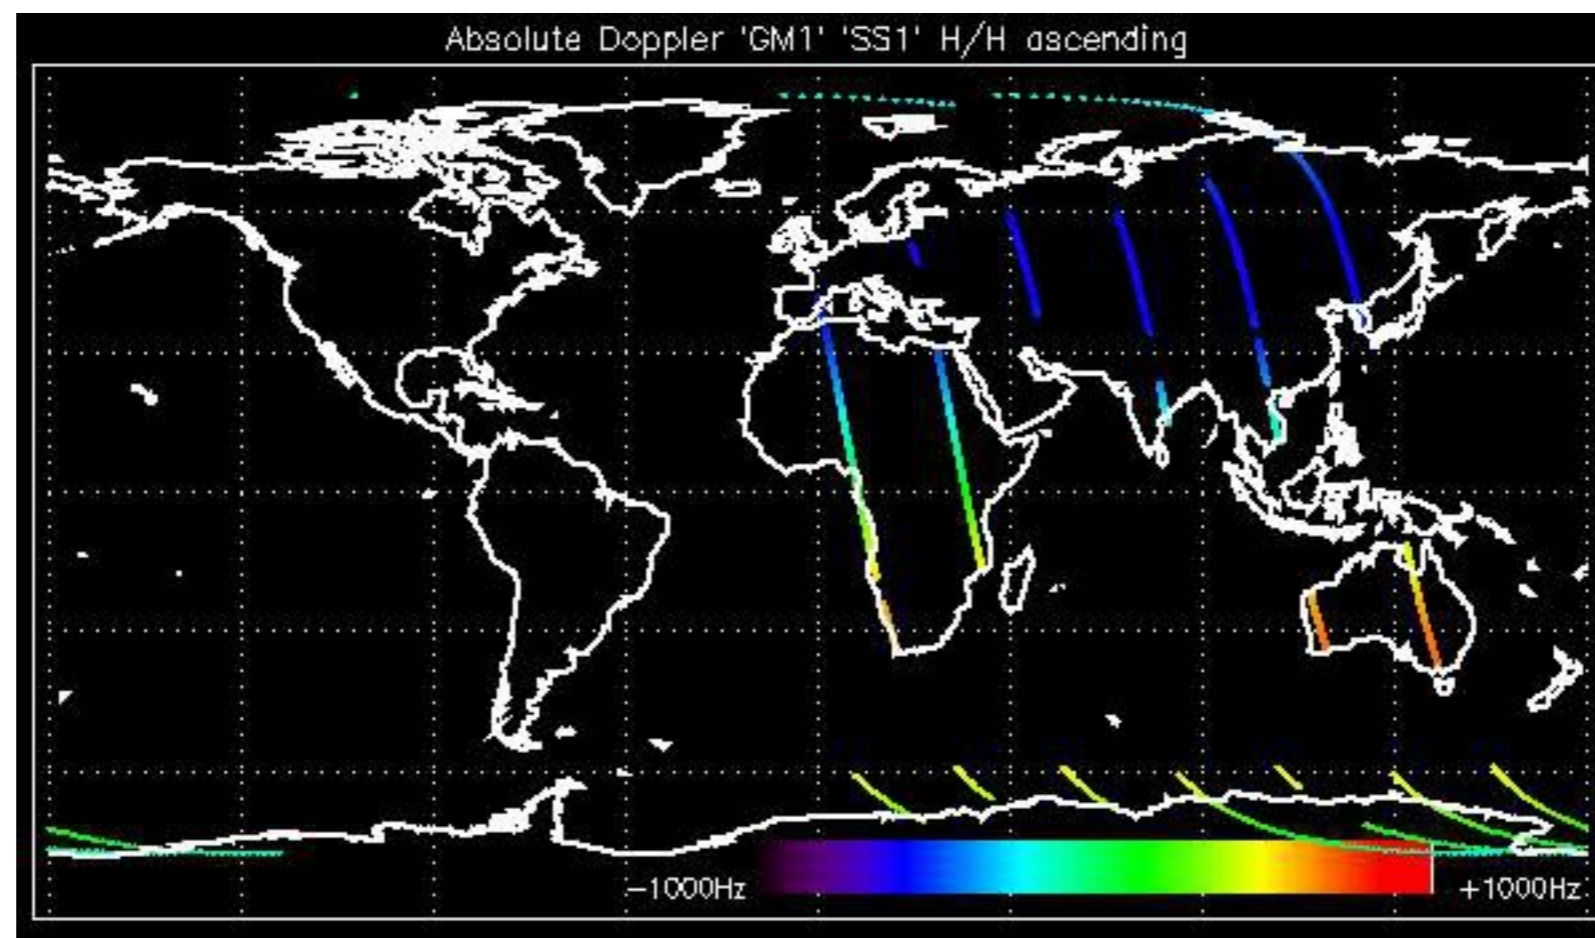 Absolute Doppler 'GM1' 'SS1' H/H ascending
−1000Hz
+1000Hz